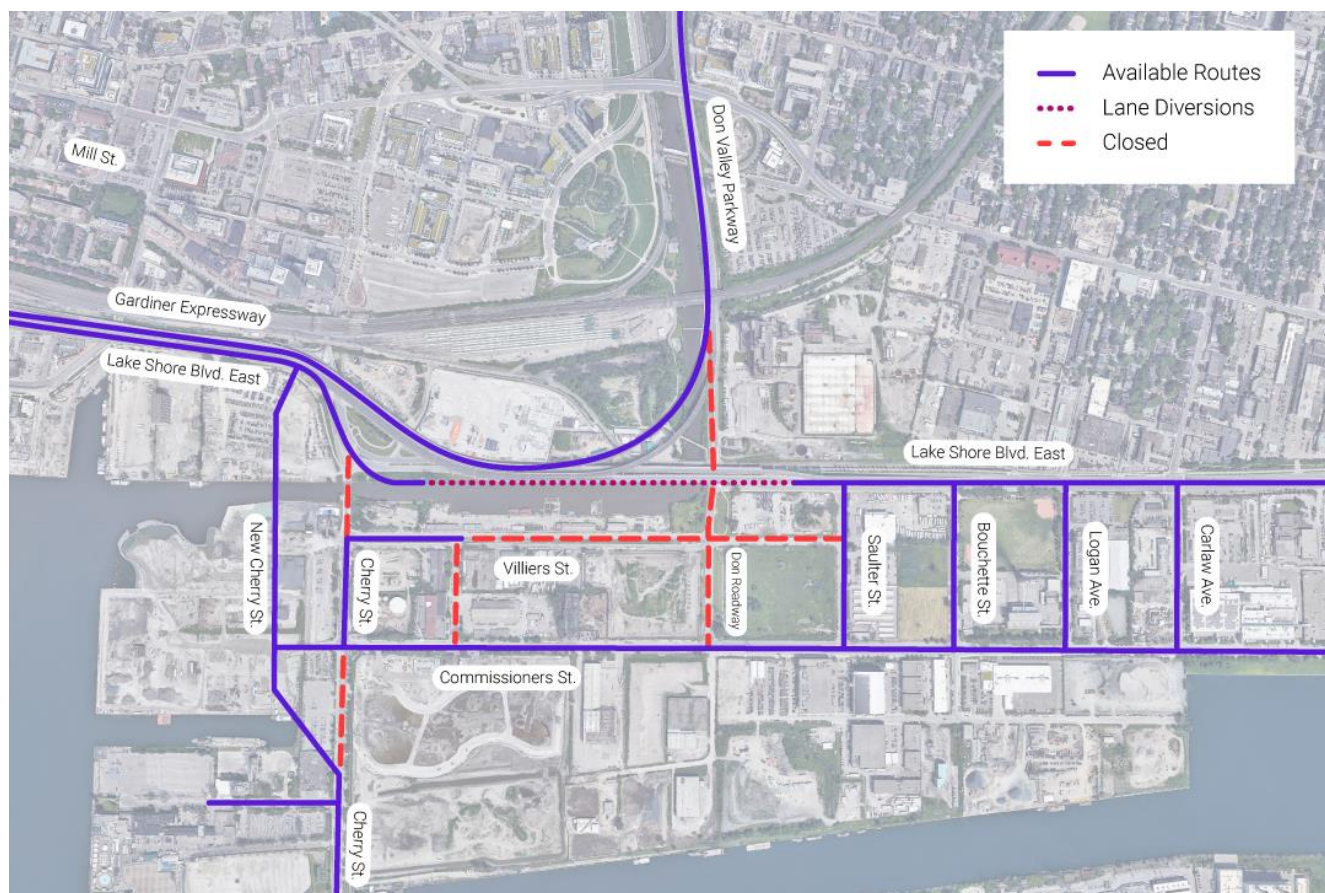 Available Routes
Lane Diversions
Closed
Don Valley Parkway
Mill St.
Gardiner Expressway
Lake Shore Blvd. East
Lake Shore Blvd. East
New Cherry St.
Cherry St.
Villiers St.
Don Roadway
Saulter St.
Bouchette St.
Logan Ave.
Carlaw Ave.
Commissioners St.
Cherry St.